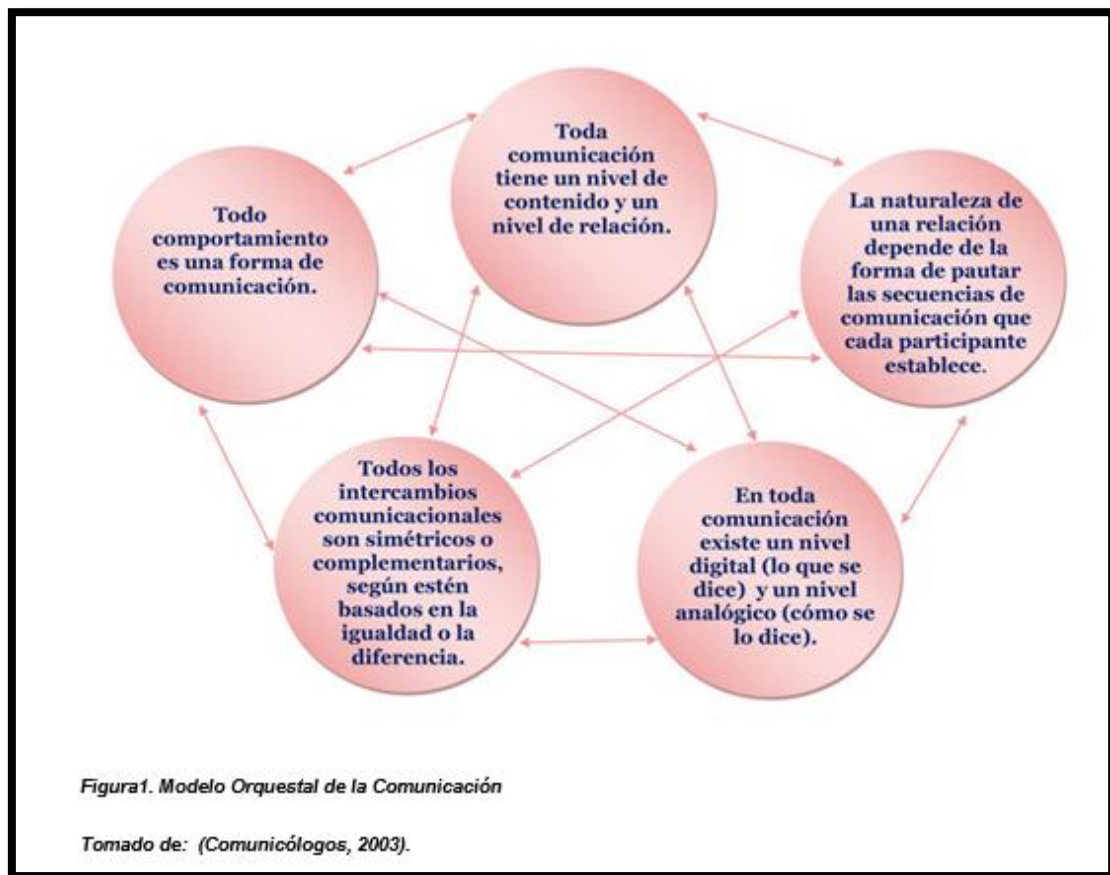 Toda
comunicación
tiene un nivel de
contenido y un
nivel de relación.
Todo
comportamiento
es una forma de
comunicación.
La naturaleza de
una relación
depende de la
forma de pautar
las secuencias de
comunicación que
cada participante
establece.
Todos los
intercambios
comunicacionales
son simétricos o
complementarios,
según estén
basados en la
igualdad o la
diferencia.
En toda
comunicación
existe un nivel
digital (lo que se
dice) y un nivel
analógico (cómo se
lo dice).
Figura1. Modelo Orquestal de la Comunicación
Tomado de: (Comunicólogos, 2003).